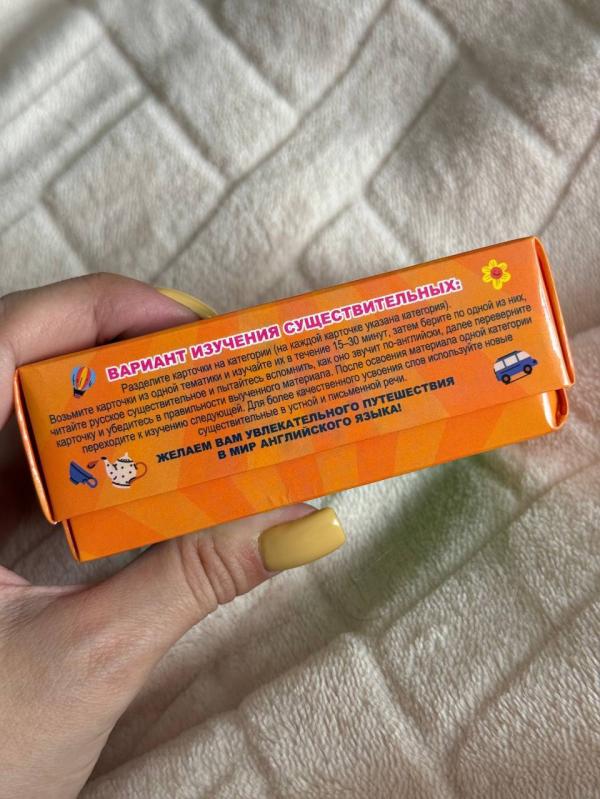 ВАРИАНТ ИЗУЧЕНИЯ СУЩЕСТВИТЕЛЬНЫХ:
Разделите карточки на категории (на каждой карточке указана категория).
Возьмите карточки из одной тематики и изучайте их в течение 15–30 минут, затем берите по одной из них,
читайте русское существительное и пытайтесь вспомнить, как оно звучит по-английски, далее переверните
карточку и убедитесь в правильности выученного материала. После освоения материала одной категории
переходите к изучению следующей. Для более качественного усвоения слов используйте новые
существительные в устной и письменной речи.
ЖЕЛАЕМ ВАМ УВЛЕКАТЕЛЬНОГО ПУТЕШЕСТВИЯ
В МИР АНГЛИЙСКОГО ЯЗЫКА!